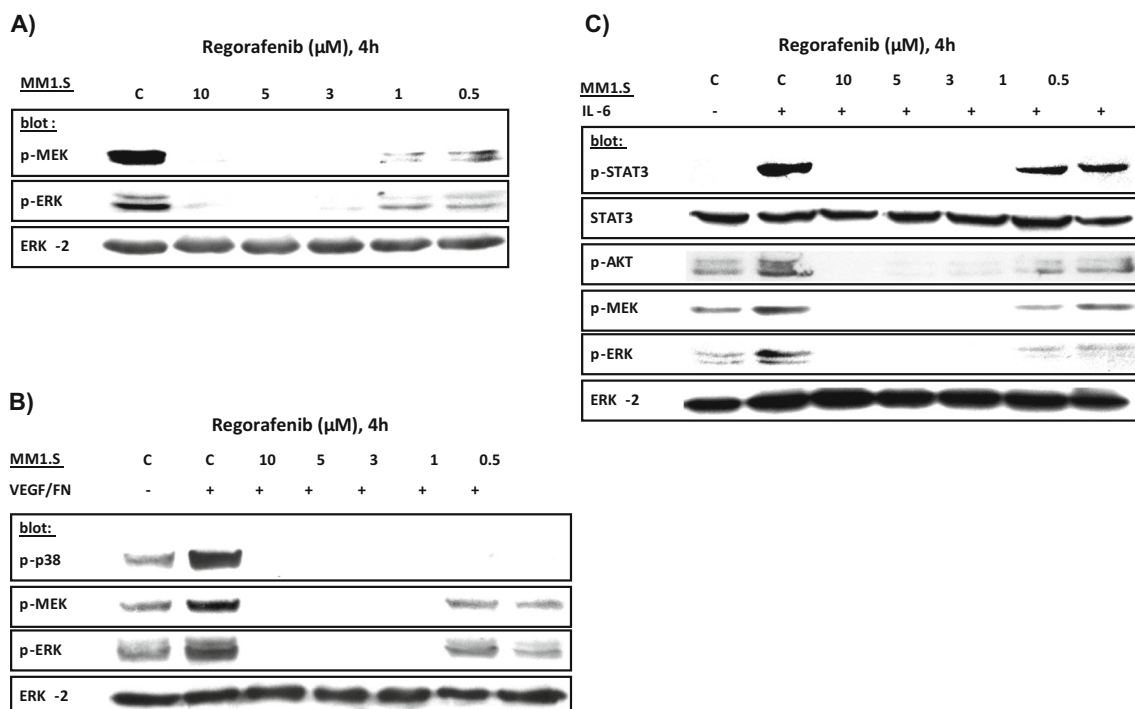 A)
Regorafenib (µM), 4h
MM1.S C 10 5 3 1 0.5
blot :
p-MEK
p-ERK
ERK -2
B)
Regorafenib (µM), 4h
MM1.S C C 10 5 3 1 0.5
VEGF/FN - + + + + + +
blot:
p-p38
p-MEK
p-ERK
ERK -2
C)
Regorafenib (µM), 4h
MM1.S C C 10 5 3 1 0.5
IL -6 - + + + + + +
blot:
p-STAT3
STAT3
p-AKT
p-MEK
p-ERK
ERK -2